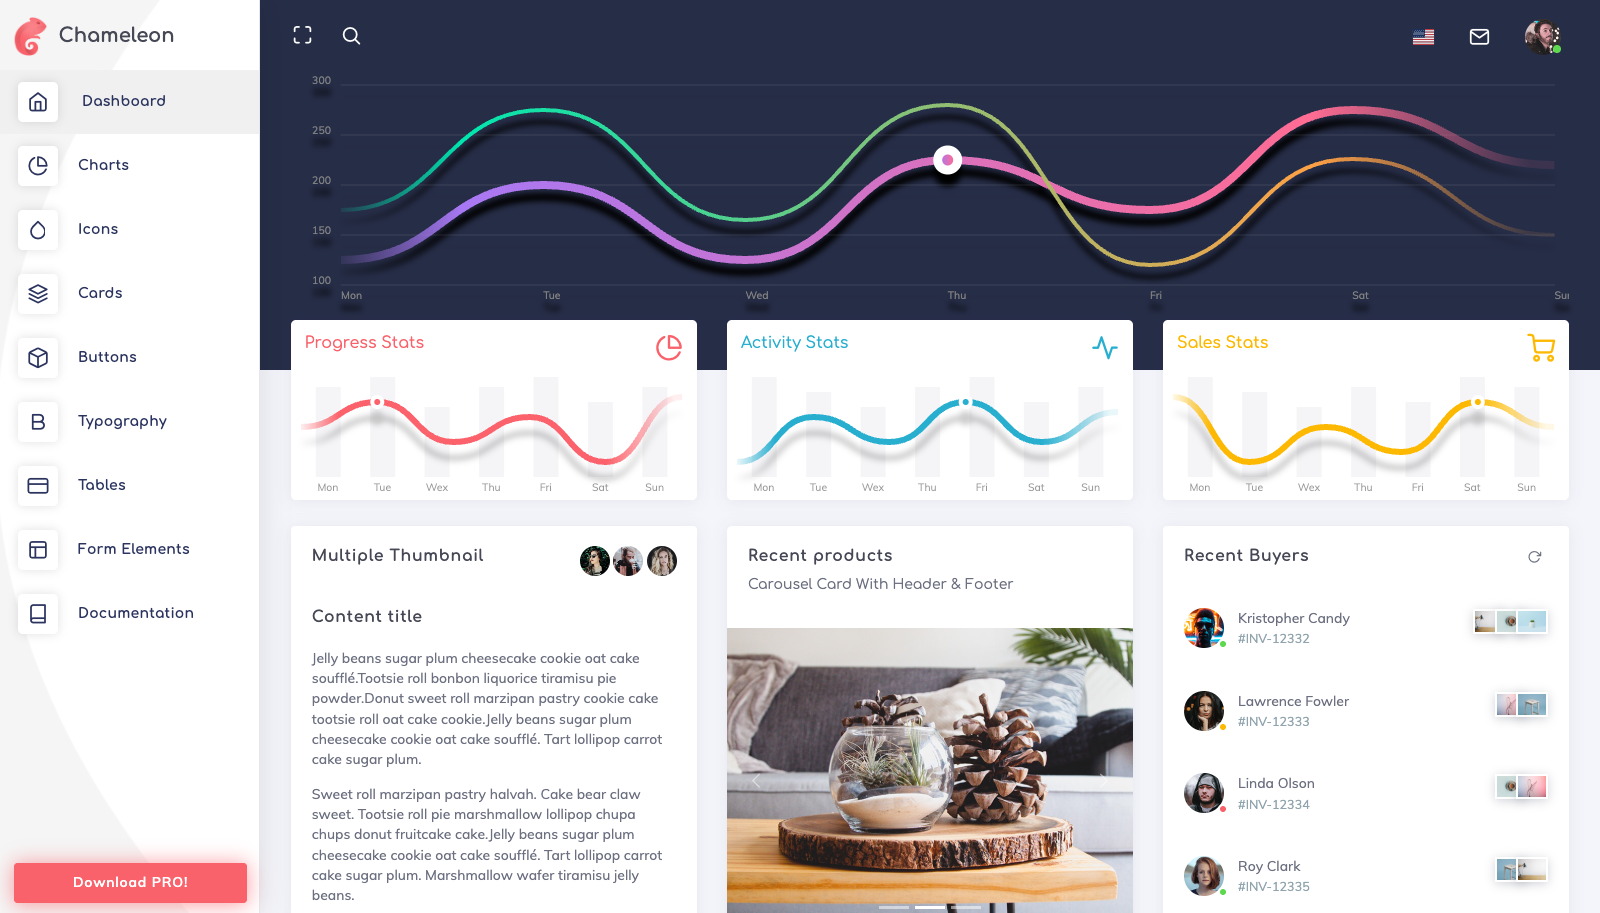 Chameleon
Dashboard
Charts
Icons
Cards
Buttons
Typography
Tables
Form Elements
Documentation
Download PRO!
300
250
200
150
100
Mon Tue Wed Thu Fri Sat Sun
Progress Stats
Mon Tue Wex Thu Fri Sat Sun
Activity Stats
Mon Tue Wex Thu Fri Sat Sun
Sales Stats
Mon Tue Wex Thu Fri Sat Sun
Multiple Thumbnail
Content title
Jelly beans sugar plum cheesecake cookie oat cake
soufflé.Tootsie roll bonbon liquorice tiramisu pie
powder.Donut sweet roll marzipan pastry cookie cake
tootsie roll oat cake cookie.Jelly beans sugar plum
cheesecake cookie oat cake soufflé. Tart lollipop carrot
cake sugar plum.
Sweet roll marzipan pastry halvah. Cake bear claw
sweet. Tootsie roll pie marshmallow lollipop chupa
chups donut fruitcake cake.Jelly beans sugar plum
cheesecake cookie oat cake soufflé. Tart lollipop carrot
cake sugar plum. Marshmallow wafer tiramisu jelly
beans.
Recent products
Carousel Card With Header & Footer
Recent Buyers
Kristopher Candy
#INV-12332
Lawrence Fowler
#INV-12333
Linda Olson
#INV-12334
Roy Clark
#INV-12335